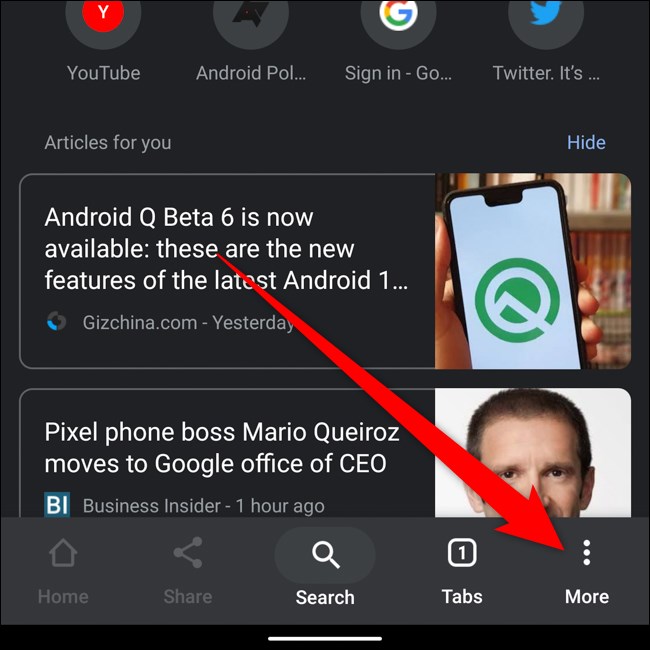 Y
G
YouTube
Android Pol...
Sign in - Go...
Twitter. It's ...
Articles for you
Hide
Android Q Beta 6 is now
available: these are the new
features of the latest Android 1...
Gizchina.com - Yesterday
Pixel phone boss Mario Queiroz
moves to Google office of CEO
BI
Business Insider - 1 hour ago
1
Home
Share
Search
Tabs
More